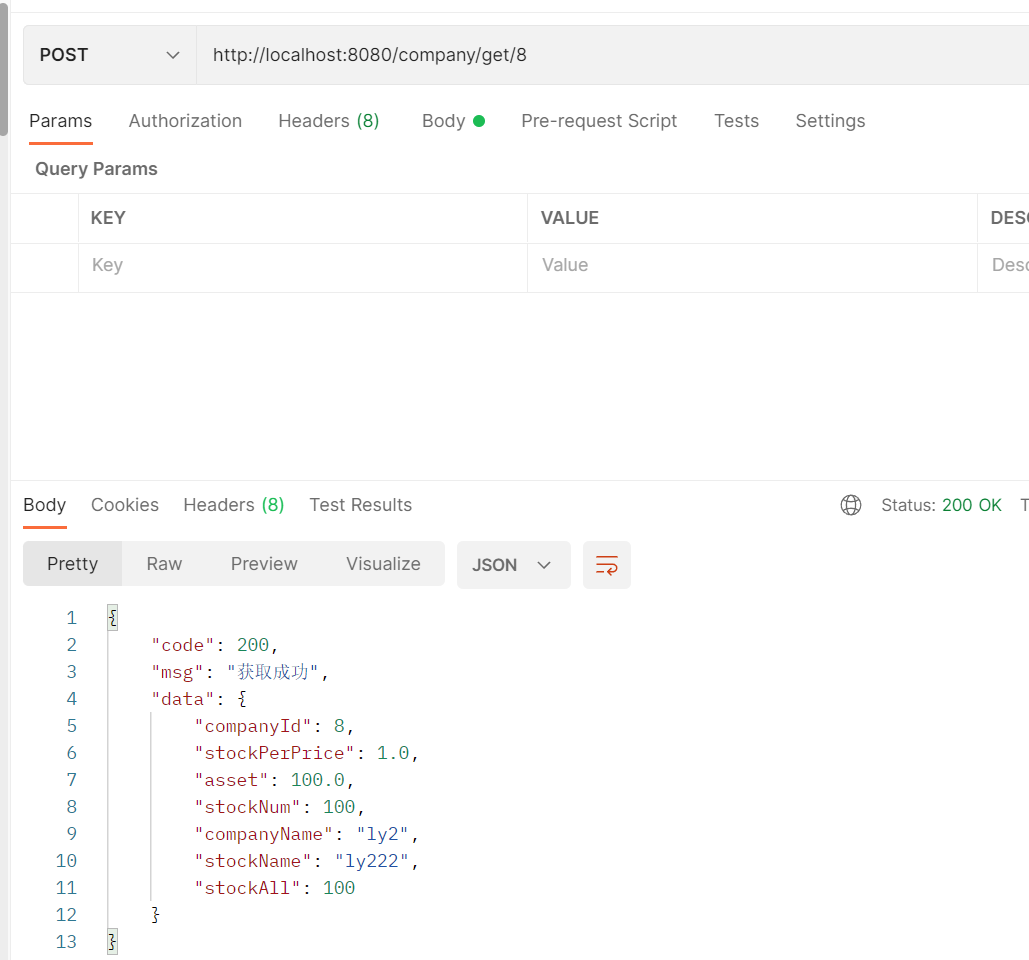 POST http://localhost:8080/company/get/8
Params Authorization Headers (8) Body Pre-request Script Tests Settings
Query Params
KEY VALUE DESC
Key Value Desc
Body Cookies Headers (8) Test Results Status: 200 OK T
Pretty Raw Preview Visualize JSON
1 {
2 "code": 200,
3 "msg": "获取成功",
4 "data": {
5 "companyId": 8,
6 "stockPerPrice": 1.0,
7 "asset": 100.0,
8 "stockNum": 100,
9 "companyName": "ly2",
10 "stockName": "ly222",
11 "stockAll": 100
12 }
13 }